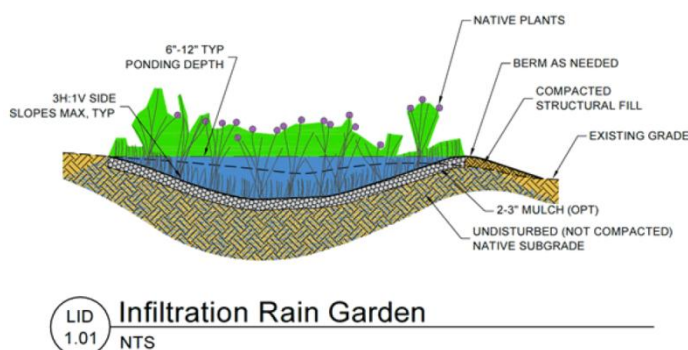 NATIVE PLANTS
6"-12" TYP
PONDING DEPTH
BERM AS NEEDED
3H:1V SIDE
SLOPES MAX, TYP
COMPACTED
STRUCTURAL FILL
EXISTING GRADE
2-3" MULCH (OPT)
UNDISTURBED (NOT COMPACTED)
NATIVE SUBGRADE
LID
1.01
Infiltration Rain Garden
NTS